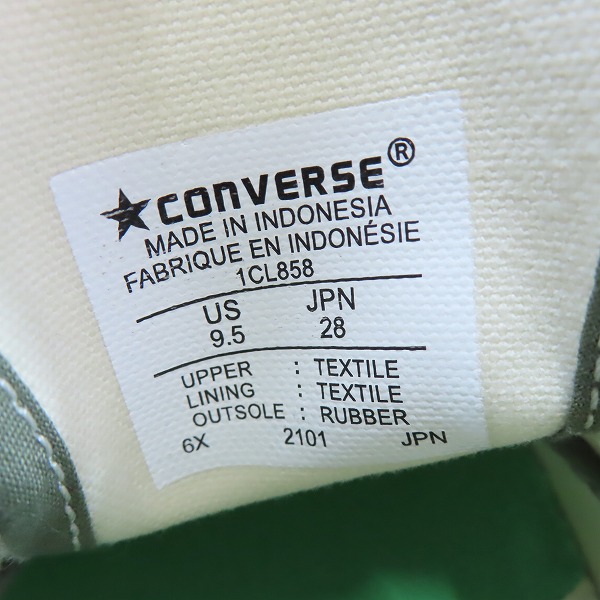 ★CONVERSE®
MADE IN INDONESIA
FABRIQUE EN INDONÉSIE
1CL858
US JPN
9.5 28
UPPER : TEXTILE
LINING : TEXTILE
OUTSOLE : RUBBER
6X 2101 JPN